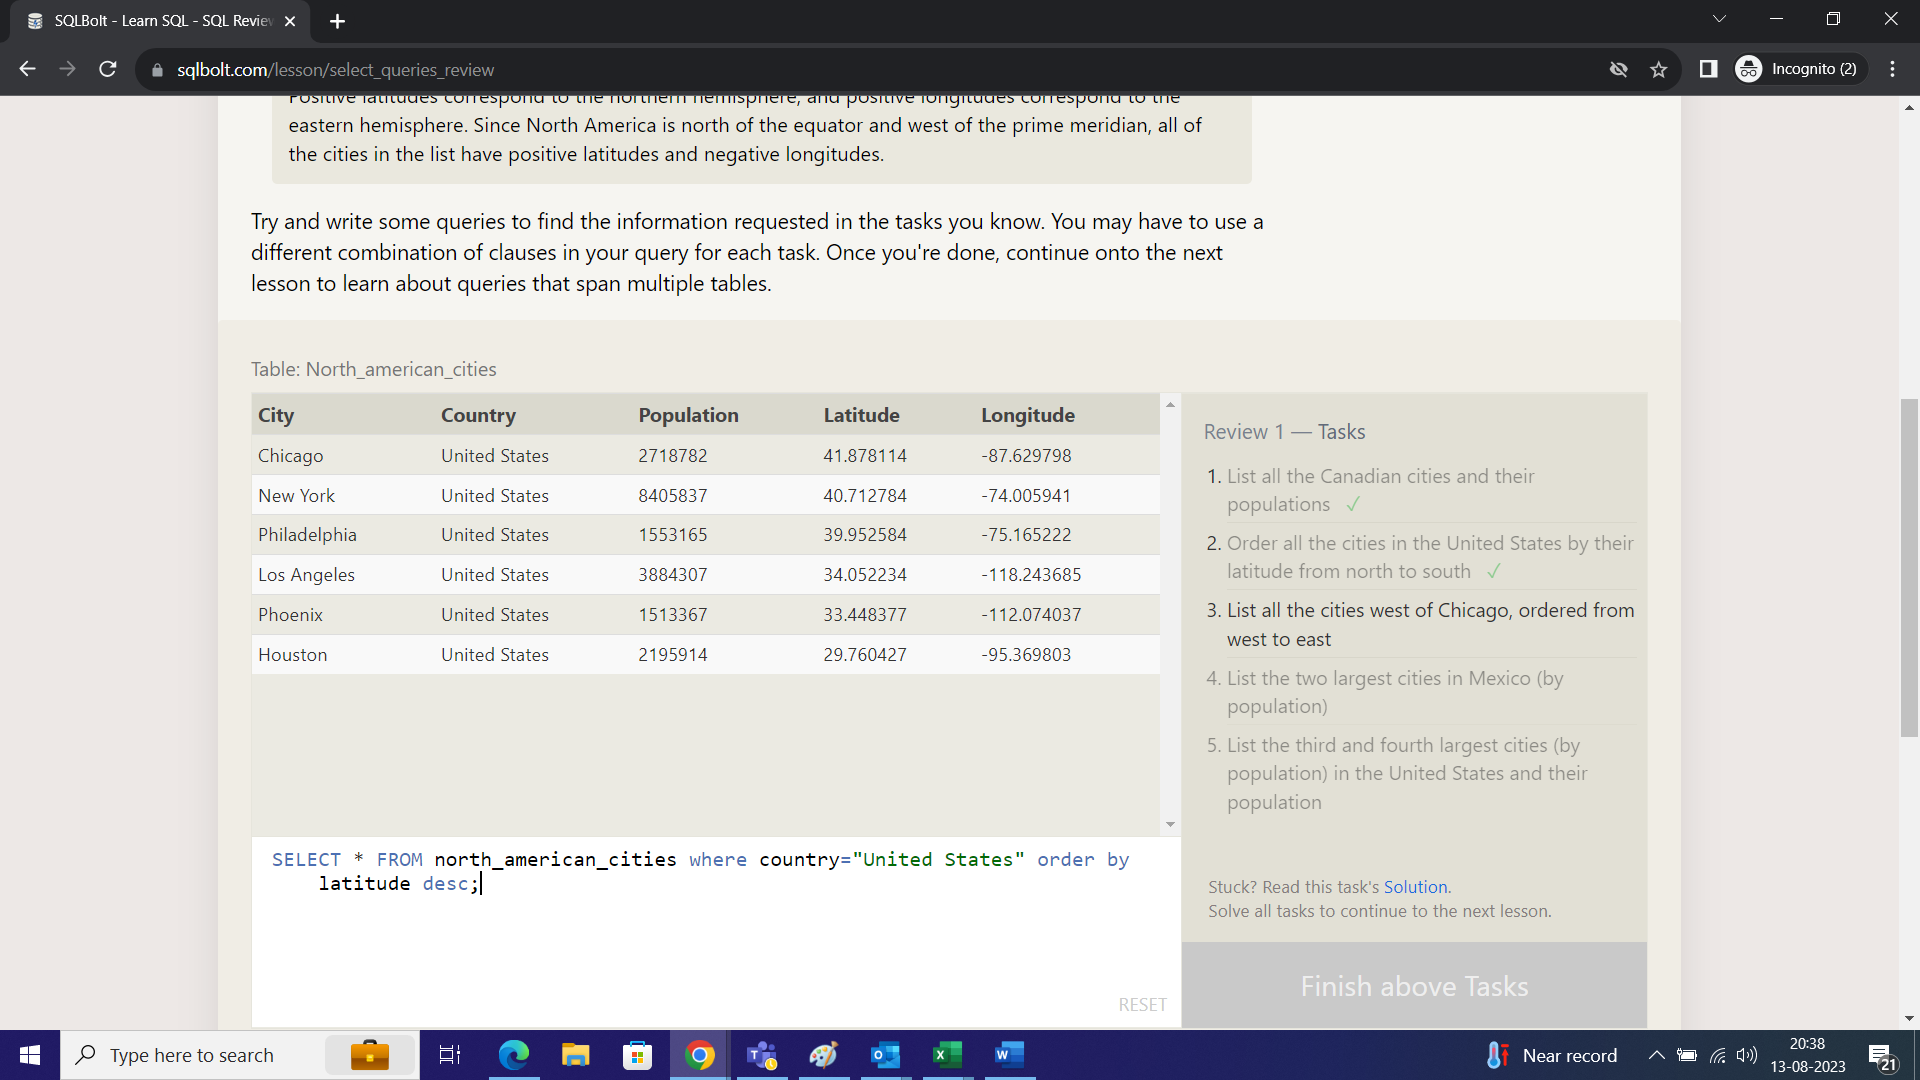 SQLBolt - Learn SQL - SQL Review
sqlbolt.com/lesson/select_queries_review
Incognito (2)
Positive latitudes correspond to the northern hemisphere, and positive longitudes correspond to the
eastern hemisphere. Since North America is north of the equator and west of the prime meridian, all of
the cities in the list have positive latitudes and negative longitudes.
Try and write some queries to find the information requested in the tasks you know. You may have to use a
different combination of clauses in your query for each task. Once you're done, continue onto the next
lesson to learn about queries that span multiple tables.
Table: North_american_cities
City Country Population Latitude Longitude
Chicago United States 2718782 41.878114 -87.629798
New York United States 8405837 40.712784 -74.005941
Philadelphia United States 1553165 39.952584 -75.165222
Los Angeles United States 3884307 34.052234 -118.243685
Phoenix United States 1513367 33.448377 -112.074037
Houston United States 2195914 29.760427 -95.369803
SELECT * FROM north_american_cities where country="United States" order by
latitude desc;
RESET
Review 1 — Tasks
1. List all the Canadian cities and their
populations ✓
2. Order all the cities in the United States by their
latitude from north to south ✓
3. List all the cities west of Chicago, ordered from
west to east
4. List the two largest cities in Mexico (by
population)
5. List the third and fourth largest cities (by
population) in the United States and their
population
Stuck? Read this task's Solution.
Solve all tasks to continue to the next lesson.
Finish above Tasks
Type here to search
Near record
20:38
13-08-2023
21